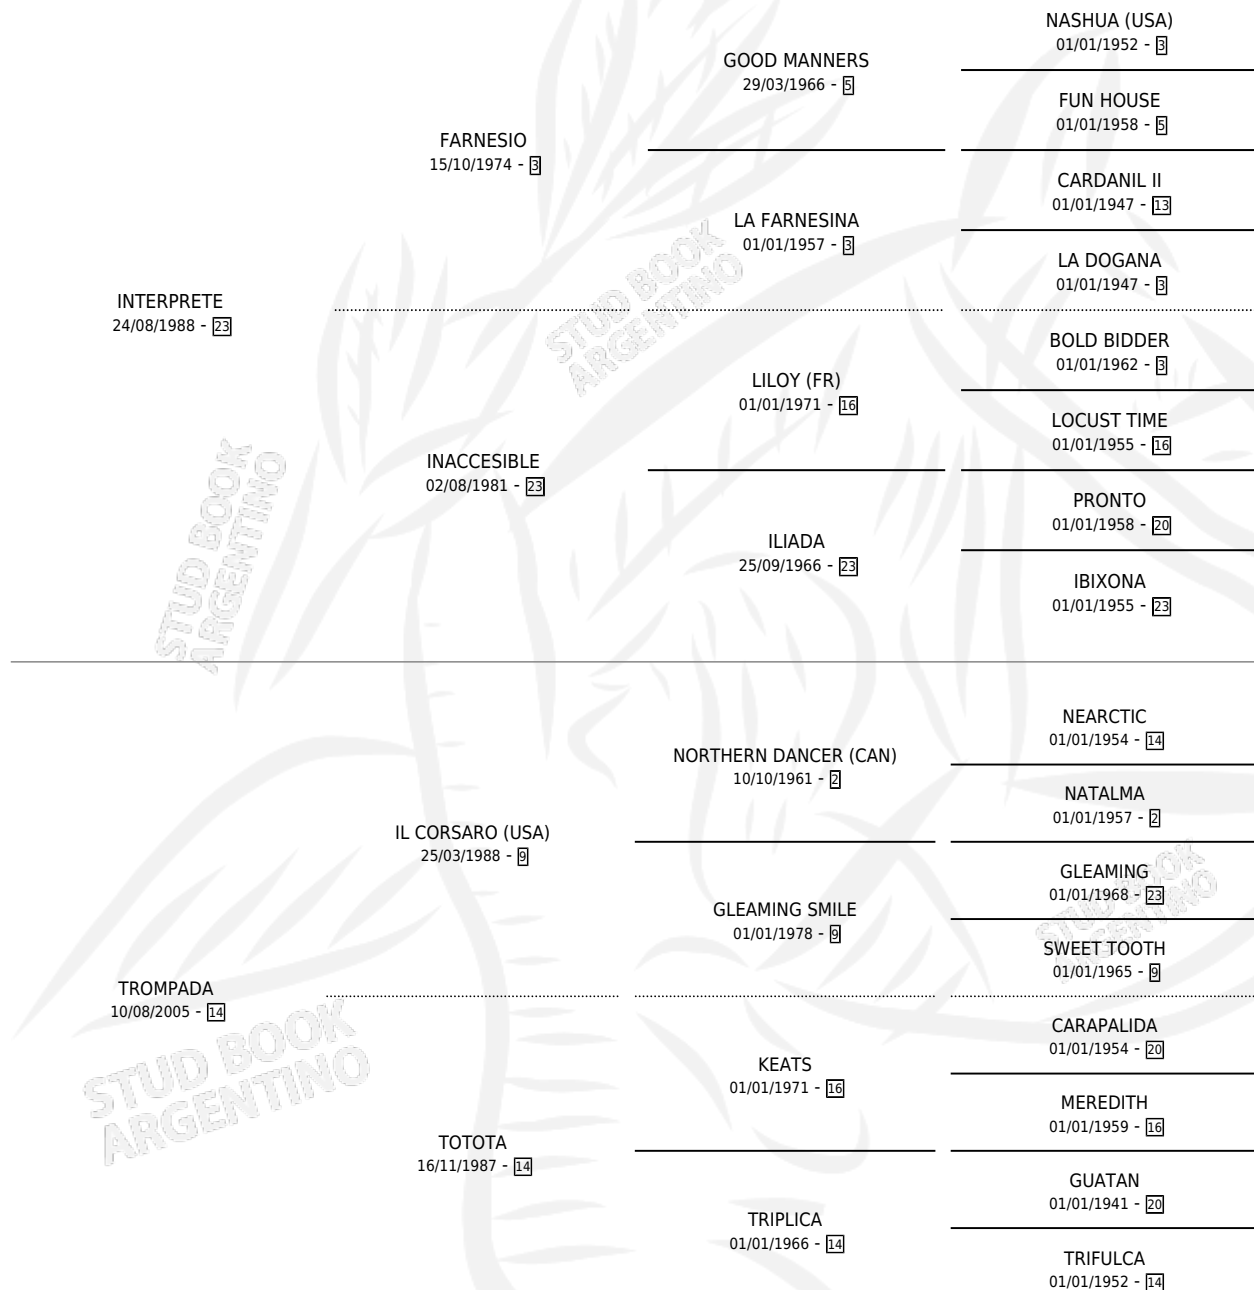 NASHUA (USA)
01/01/1952 - 3
GOOD MANNERS
29/03/1966 - 5
FUN HOUSE
01/01/1958 - 5
FARNESIO
15/10/1974 - 3
CARDANIL II
01/01/1947 - 13
LA FARNESINA
01/01/1957 - 3
LA DOGANA
01/01/1947 - 3
INTERPRETE
24/08/1988 - 23
STUD BOOK
ARGENTINO
BOLD BIDDER
01/01/1962 - 3
LILOY (FR)
01/01/1971 - 16
LOCUST TIME
01/01/1955 - 16
INACCESIBLE
02/08/1981 - 23
PRONTO
01/01/1958 - 20
ILIADA
25/09/1966 - 23
IBIXONA
01/01/1955 - 23
STUD BOOK
ARGENTINO
NEARCTIC
01/01/1954 - 14
NORTHERN DANCER (CAN)
10/10/1961 - 2
NATALMA
01/01/1957 - 2
IL CORSARO (USA)
25/03/1988 - 9
GLEAMING
01/01/1968 - 23
GLEAMING SMILE
01/01/1978 - 9
STUD BOOK
ARGENTINO
SWEET TOOTH
01/01/1965 - 9
TROMPADA
10/08/2005 - 14
STUD BOOK
ARGENTINO
CARAPALIDA
01/01/1954 - 20
KEATS
01/01/1971 - 16
MEREDITH
01/01/1959 - 16
TOTOTA
16/11/1987 - 14
GUATAN
01/01/1941 - 20
TRIPLICA
01/01/1966 - 14
TRIFULCA
01/01/1952 - 14